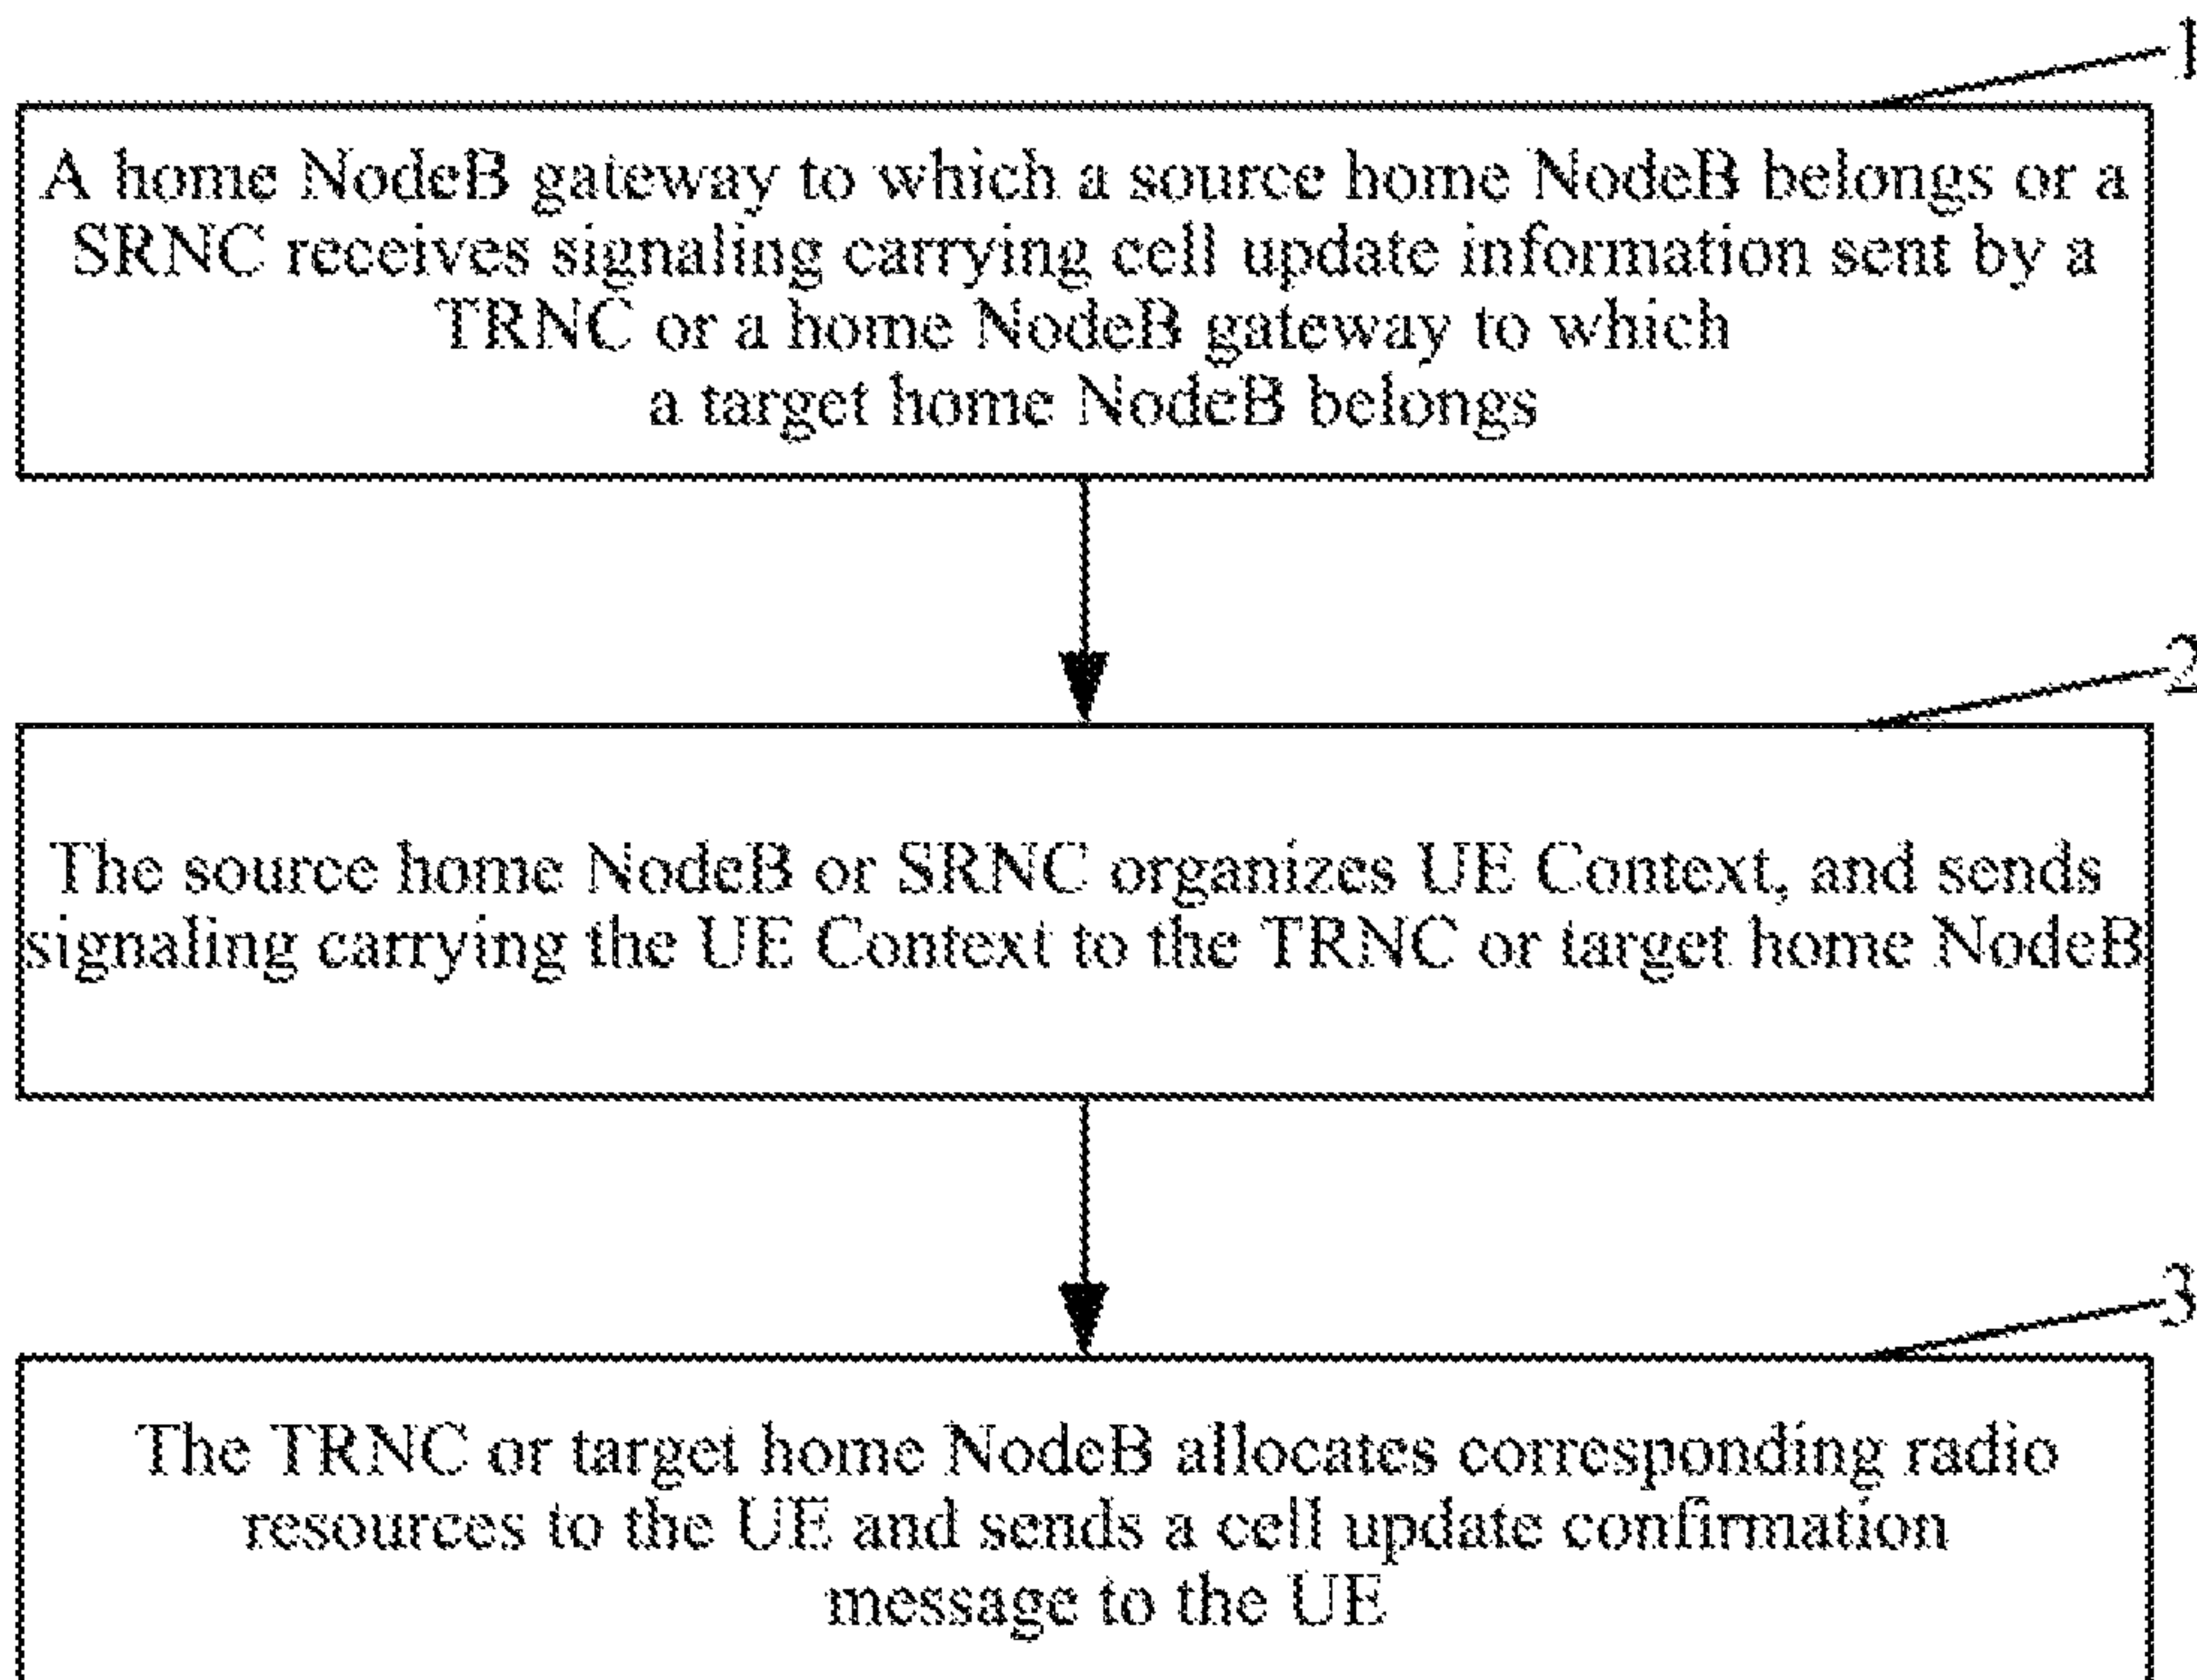 1
A home NodeB gateway to which a source home NodeB belongs or a
SRNC receives signaling carrying cell update information sent by a
TRNC or a home NodeB gateway to which
a target home NodeB belongs
2
The source home NodeB or SRNC organizes UE Context, and sends
signaling carrying the UE Context to the TRNC or target home NodeB
3
The TRNC or target home NodeB allocates corresponding radio
resources to the UE and sends a cell update confirmation
message to the UE